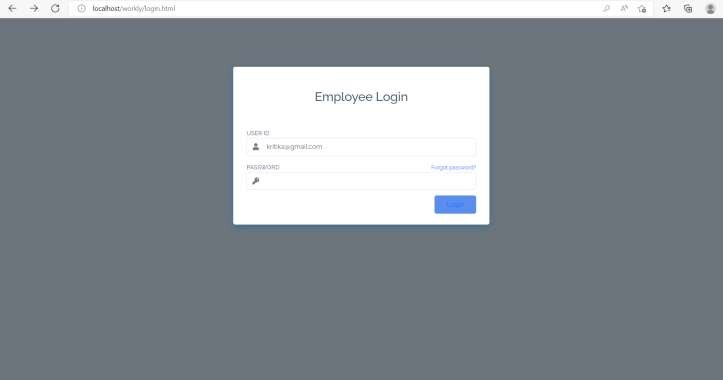 localhost/workly/login.html
Employee Login
USER ID
kritika@gmail.com
PASSWORD
Forgot password?
Login